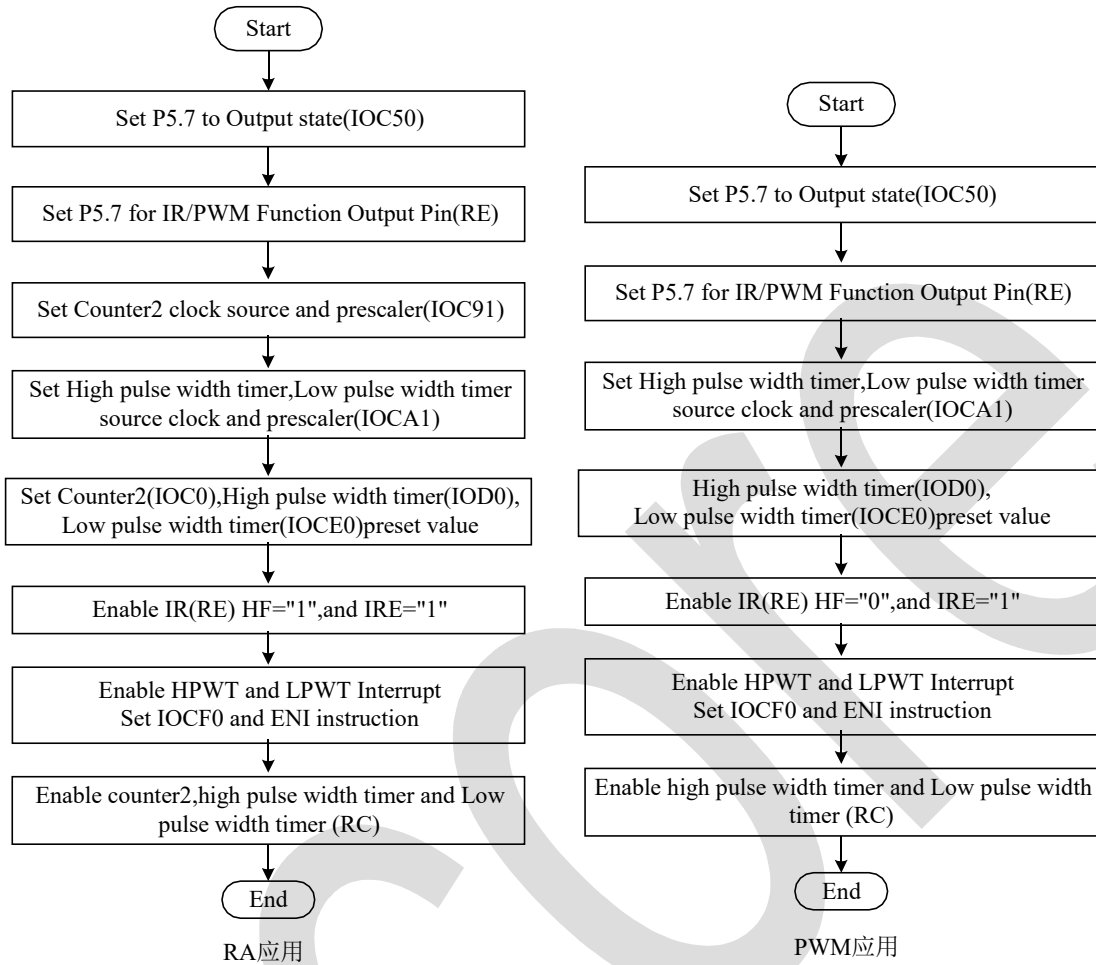 Start
Set P5.7 to Output state(IOC50)
Set P5.7 for IR/PWM Function Output Pin(RE)
Set Counter2 clock source and prescaler(IOC91)
Set High pulse width timer,Low pulse width timer
source clock and prescaler(IOCA1)
Set Counter2(IOC0),High pulse width timer(IOD0),
Low pulse width timer(IOCE0)preset value
Enable IR(RE) HF="1",and IRE="1"
Enable HPWT and LPWT Interrupt
Set IOCF0 and ENI instruction
Enable counter2,high pulse width timer and Low
pulse width timer (RC)
End
RA应用
Start
Set P5.7 to Output state(IOC50)
Set P5.7 for IR/PWM Function Output Pin(RE)
Set High pulse width timer,Low pulse width timer
source clock and prescaler(IOCA1)
High pulse width timer(IOD0),
Low pulse width timer(IOCE0)preset value
Enable IR(RE) HF="0",and IRE="1"
Enable HPWT and LPWT Interrupt
Set IOCF0 and ENI instruction
Enable high pulse width timer and Low pulse width
timer (RC)
End
PWM应用
core